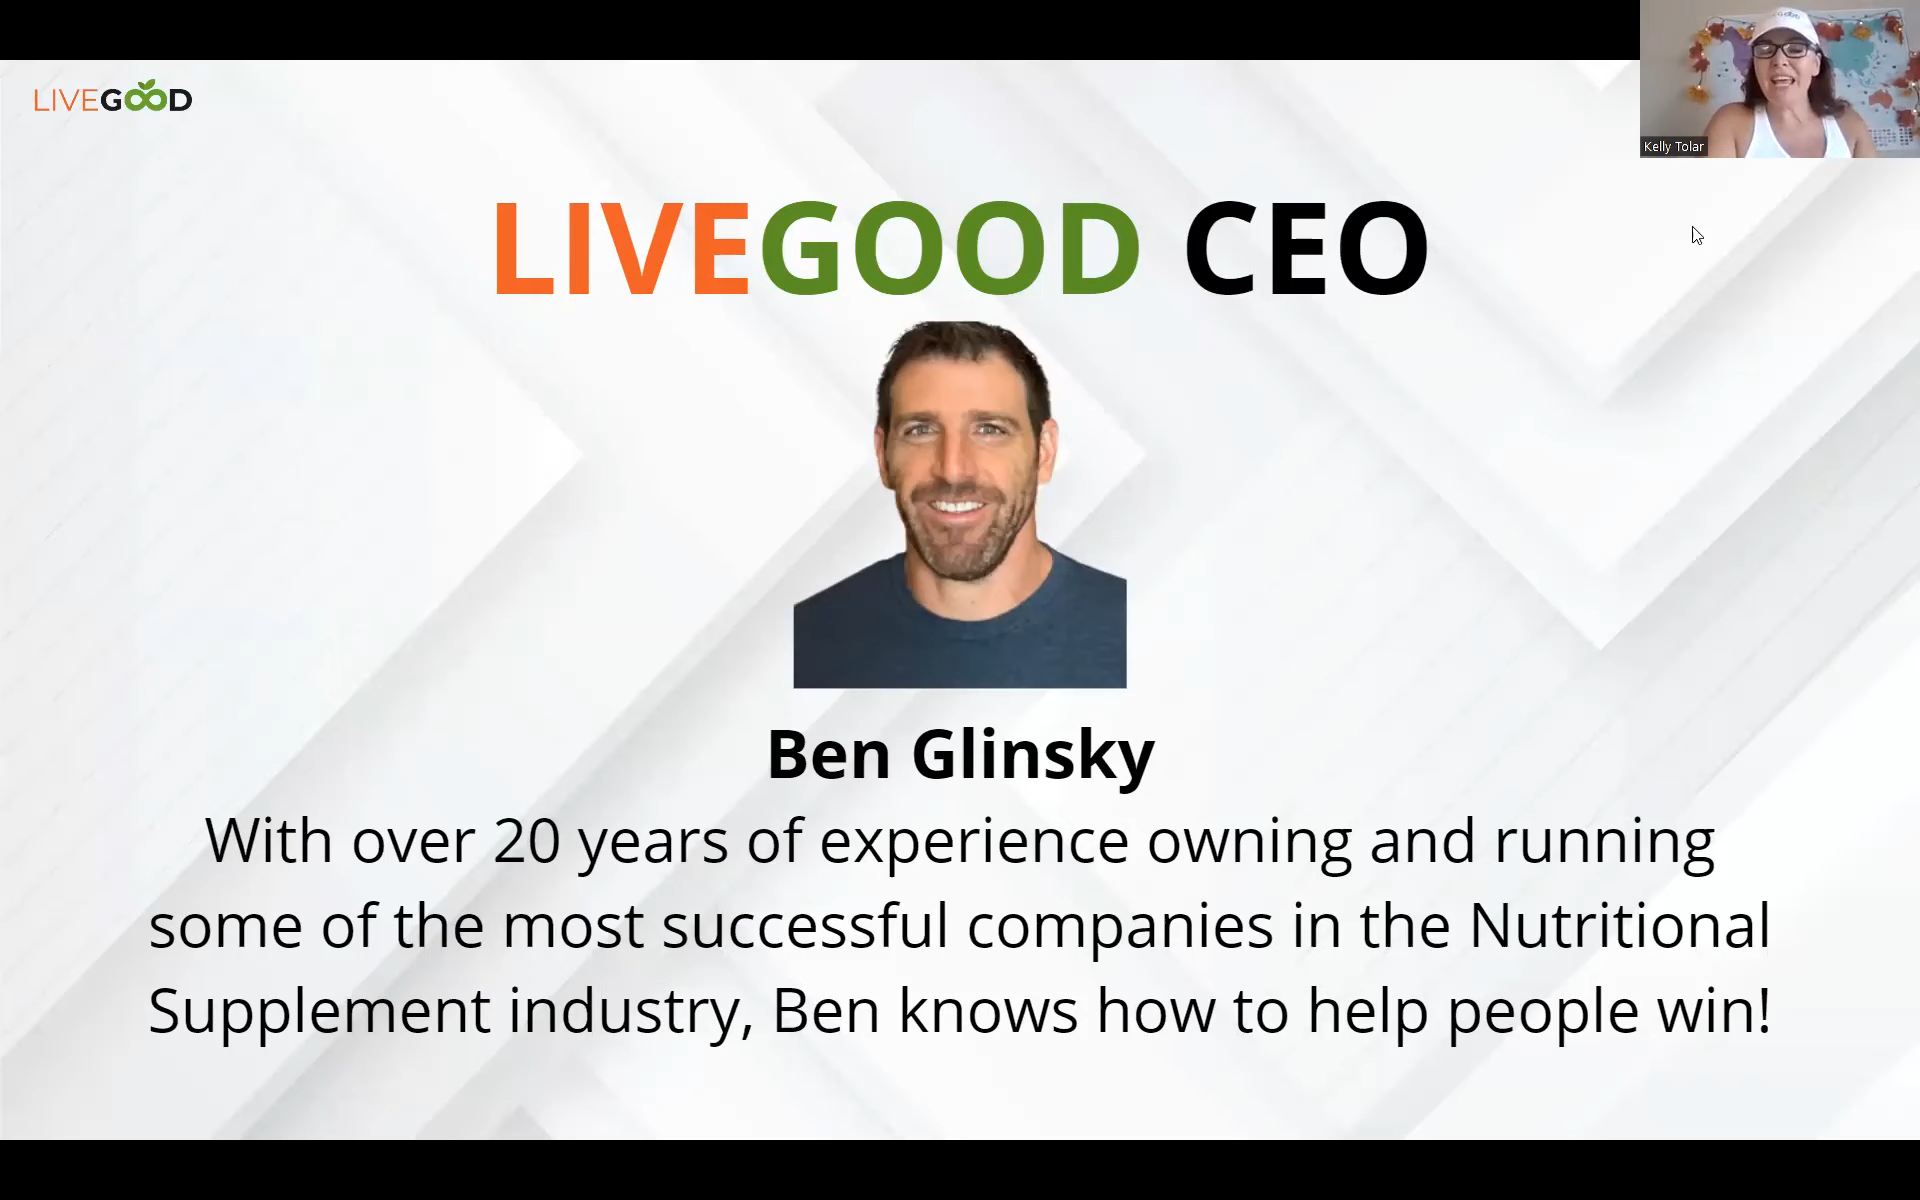 LIVEGOOD
Kelly Tolar
LIVEGOOD CEO
Ben Glinsky
With over 20 years of experience owning and running
some of the most successful companies in the Nutritional
Supplement industry, Ben knows how to help people win!